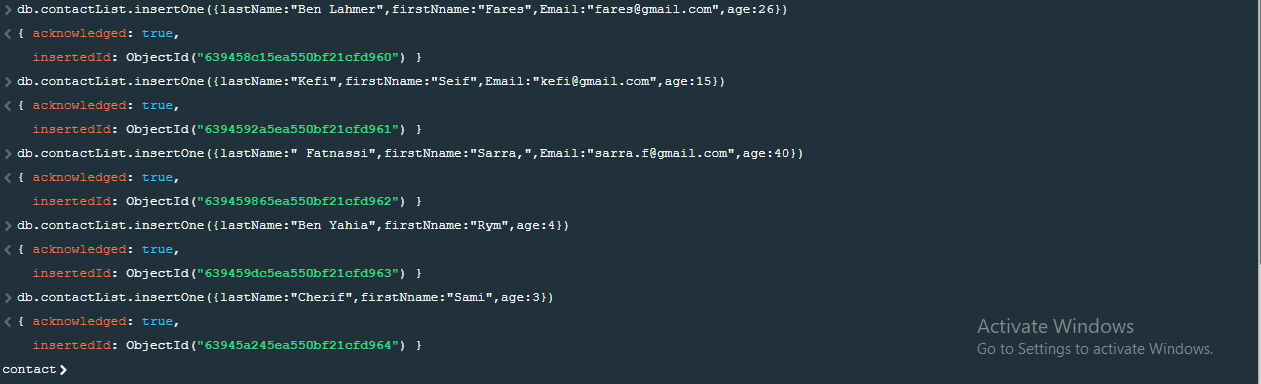 > db.contactList.insertOne({lastName:"Ben Lahmer",firstNname:"Fares",Email:"fares@gmail.com",age:26})
< { acknowledged: true,
insertedId: ObjectId("639458c15ea550bf21cfd960") }
> db.contactList.insertOne({lastName:"Kefi",firstNname:"Seif",Email:"kefi@gmail.com",age:15})
< { acknowledged: true,
insertedId: ObjectId("6394592a5ea550bf21cfd961") }
> db.contactList.insertOne({lastName:" Fatnassi",firstNname:"Sarra,",Email:"sarra.f@gmail.com",age:40})
< { acknowledged: true,
insertedId: ObjectId("639459865ea550bf21cfd962") }
> db.contactList.insertOne({lastName:"Ben Yahia",firstNname:"Rym",age:4})
< { acknowledged: true,
insertedId: ObjectId("639459dc5ea550bf21cfd963") }
> db.contactList.insertOne({lastName:"Cherif",firstNname:"Sami",age:3})
< { acknowledged: true,
insertedId: ObjectId("63945a245ea550bf21cfd964") }
contact>
Activate Windows
Go to Settings to activate Windows.